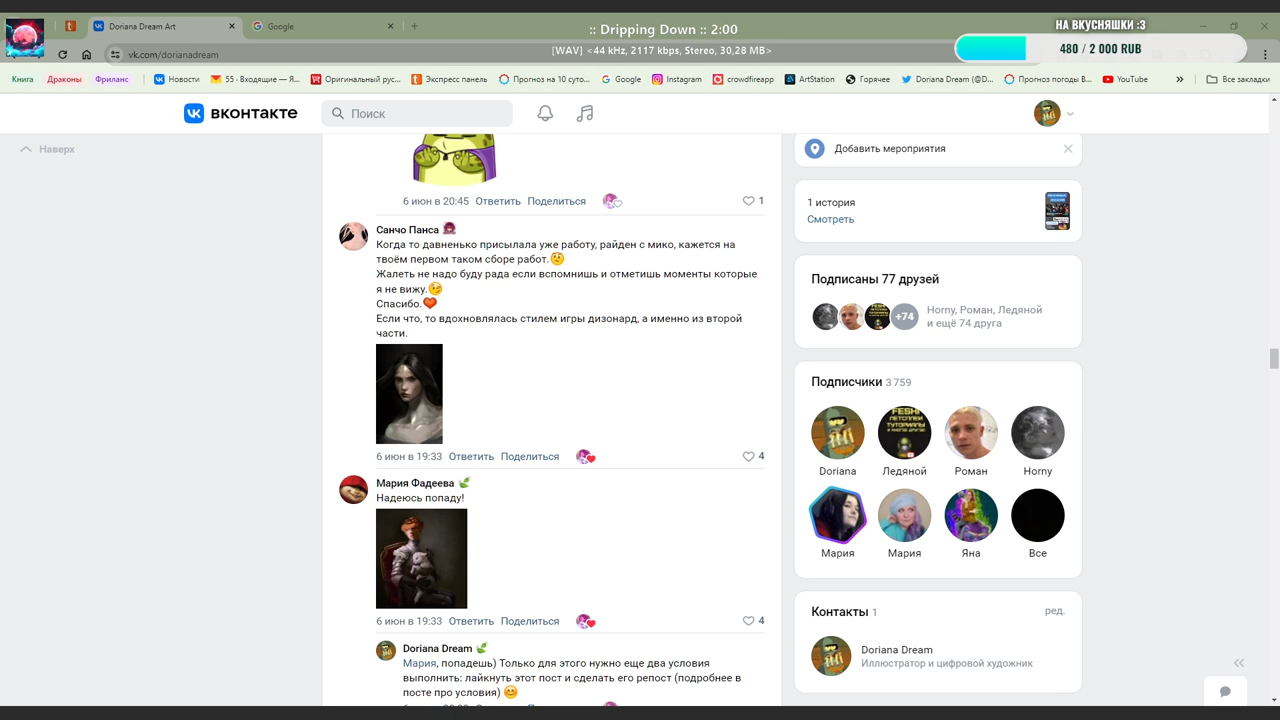 :: Dripping Down :: 2:00
[WAV] <44 kHz, 2117 kbps, Stereo, 30,28 MB>
НА ВКУСНЯШКИ :3
480 / 2 000 RUB
Doriana Dream Art
Google
vk.com/dorianadream
Книга
Драконы
Фриланс
Новости
55 · Входящие — Я...
Оригинальный рус...
Экспресс панель
Прогноз на 10 суто...
Google
Instagram
crowdfireapp
ArtStation
Горячее
Doriana Dream (@D...
Прогноз погоды В...
YouTube
Все закладки
ВКОНТАКТЕ
Поиск
Наверх
6 июн в 20:45 Ответить Поделиться
1
Санчо Панса
Когда то давненько присылала уже работу, райден с мико, кажется на
твоём первом таком сборе работ.
Жалеть не надо буду рада если вспомнишь и отметишь моменты которые
я не вижу.
Спасибо.
Если что, то вдохновлялась стилем игры дизонард, а именно из второй
части.
6 июн в 19:33 Ответить Поделиться
4
Мария Фадеева
Надеюсь попаду!
6 июн в 19:33 Ответить Поделиться
4
Doriana Dream
Мария, попадешь) Только для этого нужно еще два условия
выполнить: лайкнуть этот пост и сделать его репост (подробнее в
посте про условия)
Добавить мероприятия
1 история
Смотреть
Подписаны 77 друзей
+74
Horny, Роман, Ледяной
и ещё 74 друга
Подписчики 3 759
FESHI
ЛЕТСПЛЕИ
ТУТОРИАЛЫ
Doriana
Ледяной
Роман
Horny
Мария
Мария
Яна
Все
Контакты 1
ред.
Doriana Dream
Иллюстратор и цифровой художник